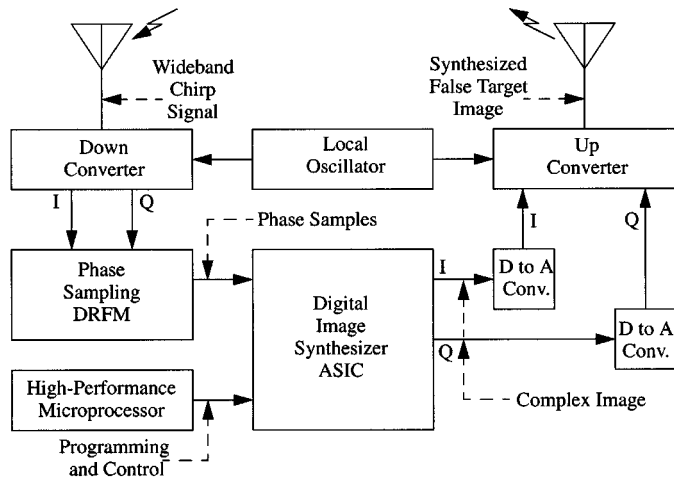 Wideband
Chirp
Signal
Synthesized
False Target
Image
Down
Converter
Local
Oscillator
Up
Converter
I
Q
I
Q
Phase Samples
Phase
Sampling
DRFM
Digital
Image
Synthesizer
ASIC
I
Q
D to A
Conv.
D to A
Conv.
High-Performance
Microprocessor
Programming
and Control
Complex Image